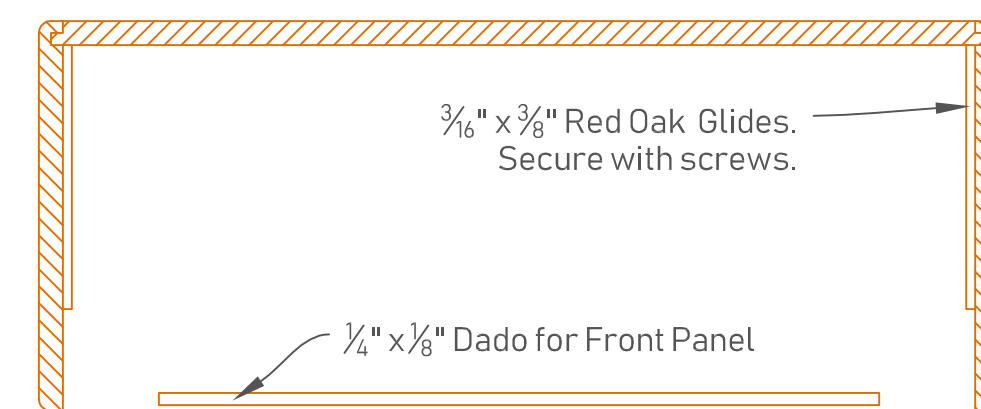 3/16" x 3/8" Red Oak Glides.
Secure with screws.
1/4" x 1/8" Dado for Front Panel